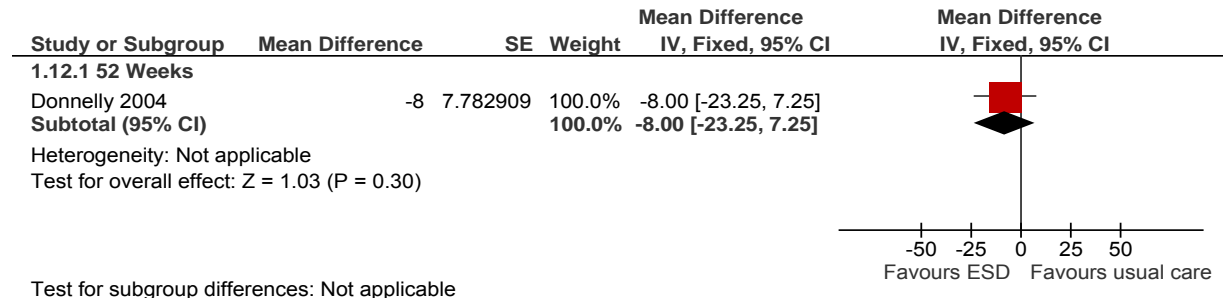 Mean Difference Mean Difference
Study or Subgroup Mean Difference SE Weight IV, Fixed, 95% CI IV, Fixed, 95% CI
1.12.1 52 Weeks
Donnelly 2004 -8 7.782909 100.0% -8.00 [-23.25, 7.25]
Subtotal (95% CI) 100.0% -8.00 [-23.25, 7.25]
Heterogeneity: Not applicable
Test for overall effect: Z = 1.03 (P = 0.30)
-50 -25 0 25 50
Favours ESD Favours usual care
Test for subgroup differences: Not applicable